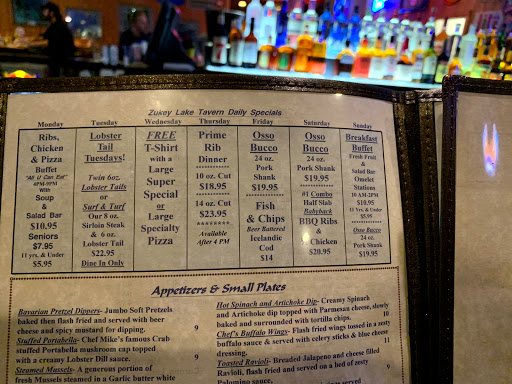 Zukey Lake Tavern Daily Specials
Monday
Ribs,
Chicken
& Pizza
Buffet
"All U Can Eat"
4PM-9PM
With
Soup
&
Salad Bar
$10.95
Seniors
$7.95
11 yrs. & Under
$5.95
Tuesday
Lobster
Tail
Tuesdays!
Twin 6oz.
Lobster Tails
or
Surf & Turf
Our 8 oz.
Sirloin Steak
& 6 oz.
Lobster Tail
$22.95
Dine In Only
Wednesday
FREE
T-Shirt
with a
Large
Super
Special
or
Large
Specialty
Pizza
Thursday
Prime
Rib
Dinner
10 oz. Cut
$18.95
14 oz. Cut
$23.95
********
Available
After 4 PM
Friday
Osso
Bucco
24 oz.
Pork
Shank
$19.95
Fish
& Chips
Beer Battered
Icelandic
Cod
$14
Saturday
Osso
Bucco
24 oz.
Pork Shank
$19.95
#1 Combo
Half Slab
Babyback
BBQ Ribs
&
Chicken
$20.95
Sunday
Breakfast
Buffet
Fresh Fruit
& Salad Bar
Omelet
Stations
10 AM-2PM
$10.95
11 Yrs. & Under
$5.95
Osso Bucco
24 oz.
Pork Shank
$19.95
Appetizers & Small Plates
Bavarian Pretzel Dippers- Jumbo Soft Pretzels
baked then flash fried and served with beer
cheese and spicy mustard for dipping. 9
Stuffed Portabella- Chef Mike's famous Crab
stuffed Portabella mushroom cap topped
with a creamy Lobster Dill sauce. 9
Steamed Mussels- A generous portion of
fresh Mussels steamed in a Garlic butter white
Hot Spinach and Artichoke Dip- Creamy Spinach
and Artichoke dip topped with Parmesan cheese, slowly
baked and surrounded with tortilla chips. 10
Chef's Buffalo Wings- Flash fried wings tossed in a zesty
buffalo sauce & served with celery sticks & blue cheese
dressing. 11
Toasted Ravioli- Breaded Jalapeno and cheese filled
Ravioli, flash fried and served on a bed of zesty
Palomino sauce. 9